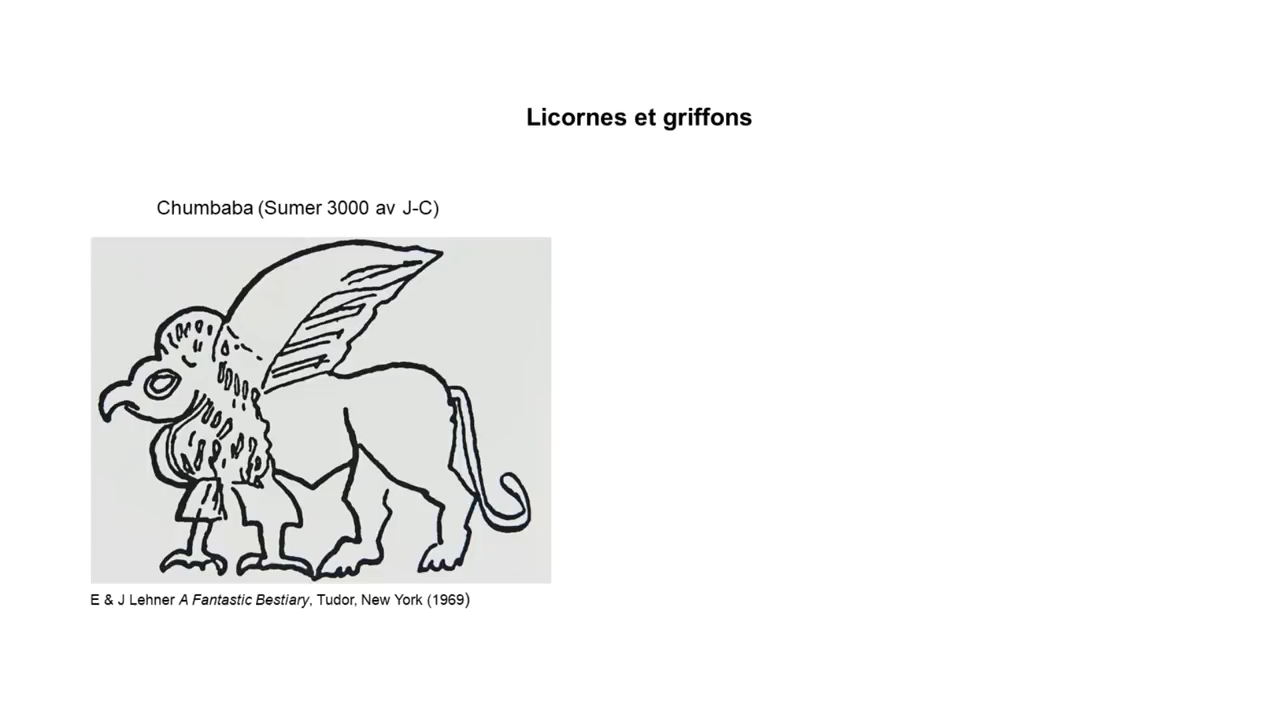 Licornes et griffons
Chumbaba (Sumer 3000 av J-C)
E & J Lehner A Fantastic Bestiary, Tudor, New York (1969)